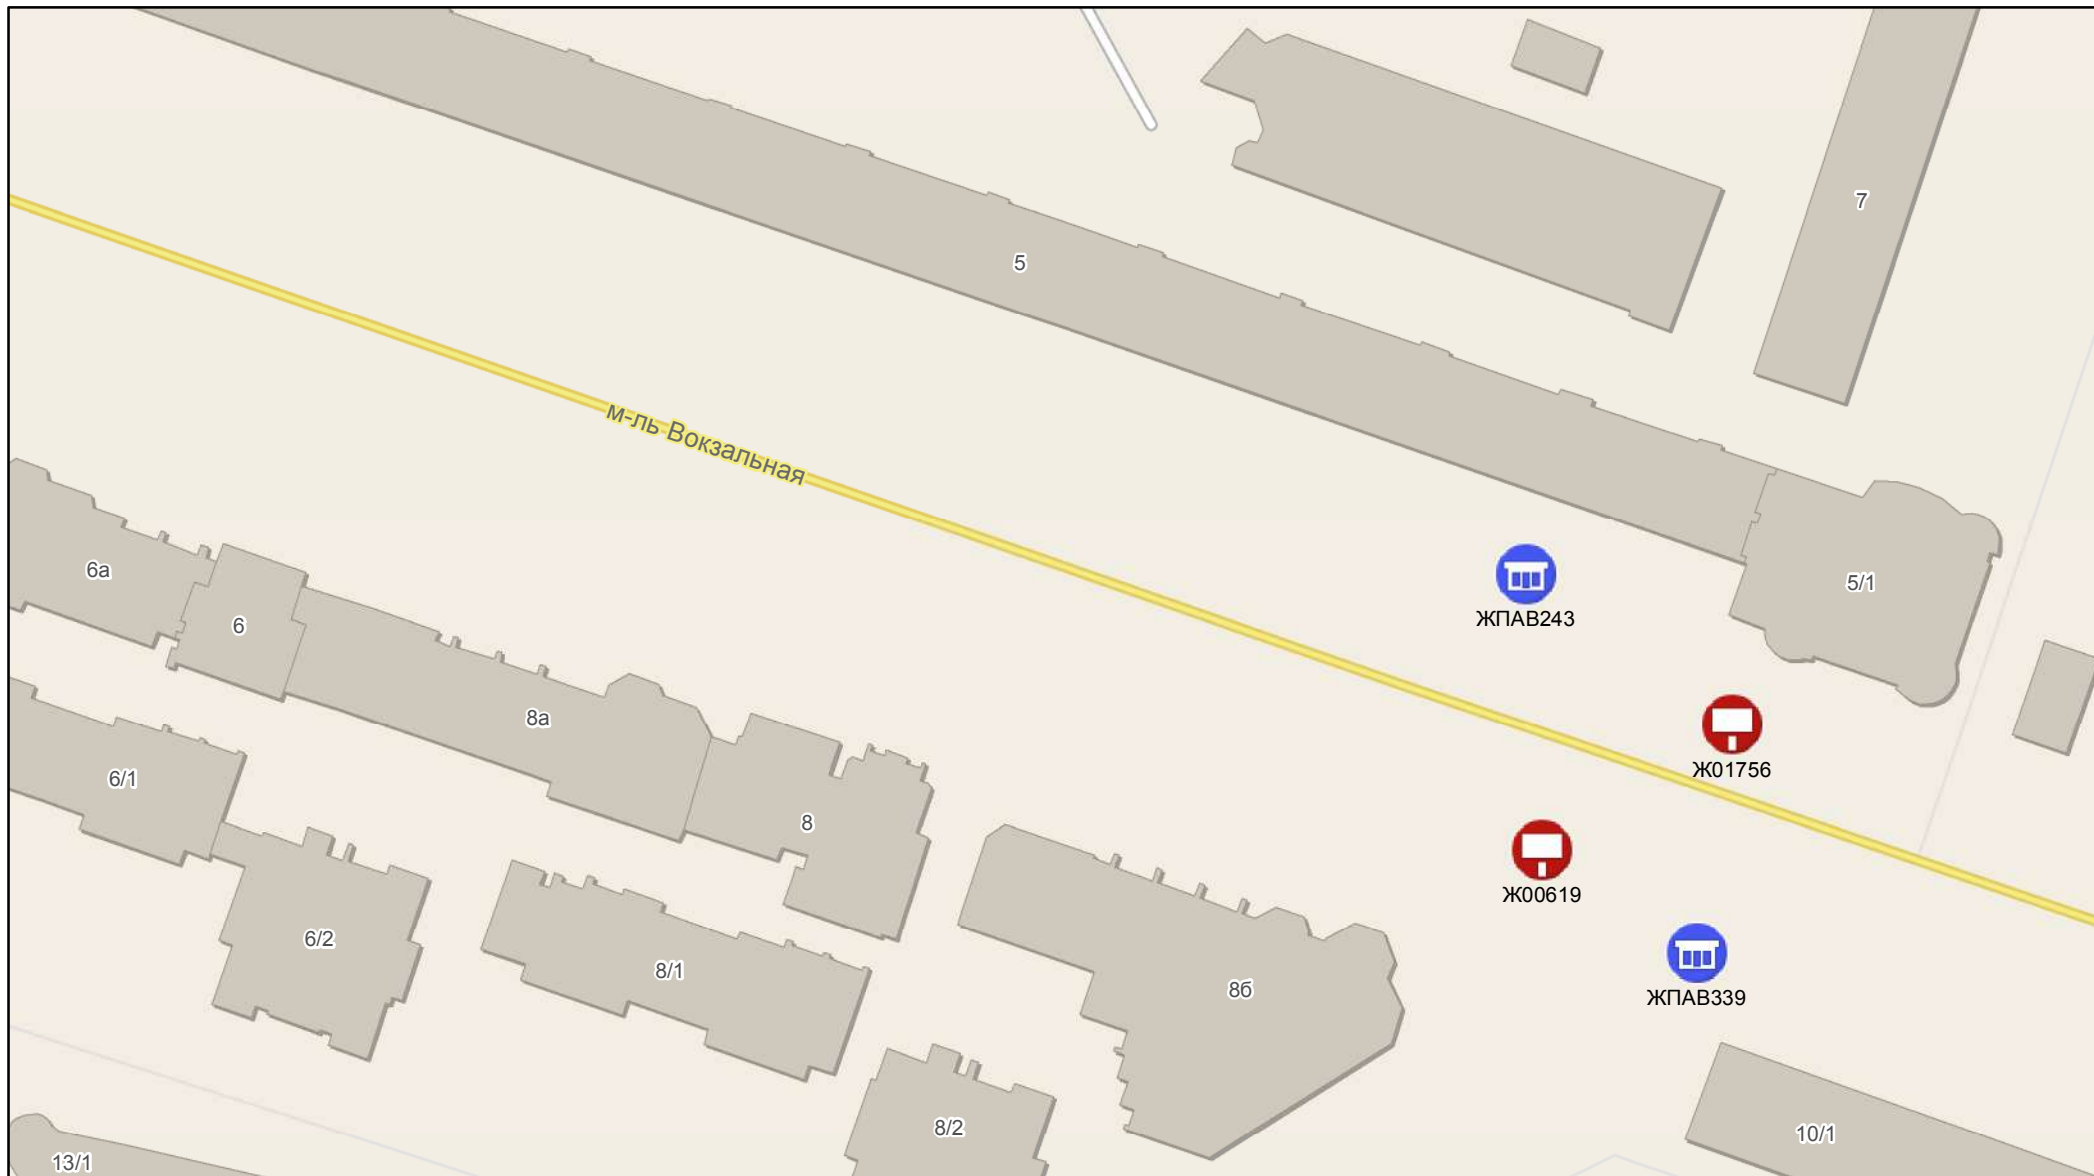 7
5
м-ль Вокзальная
6а
6
5/1
ЖПАВ243
8а
6/1
Ж01756
8
Ж00619
6/2
8/1
8б
ЖПАВ339
8/2
10/1
13/1